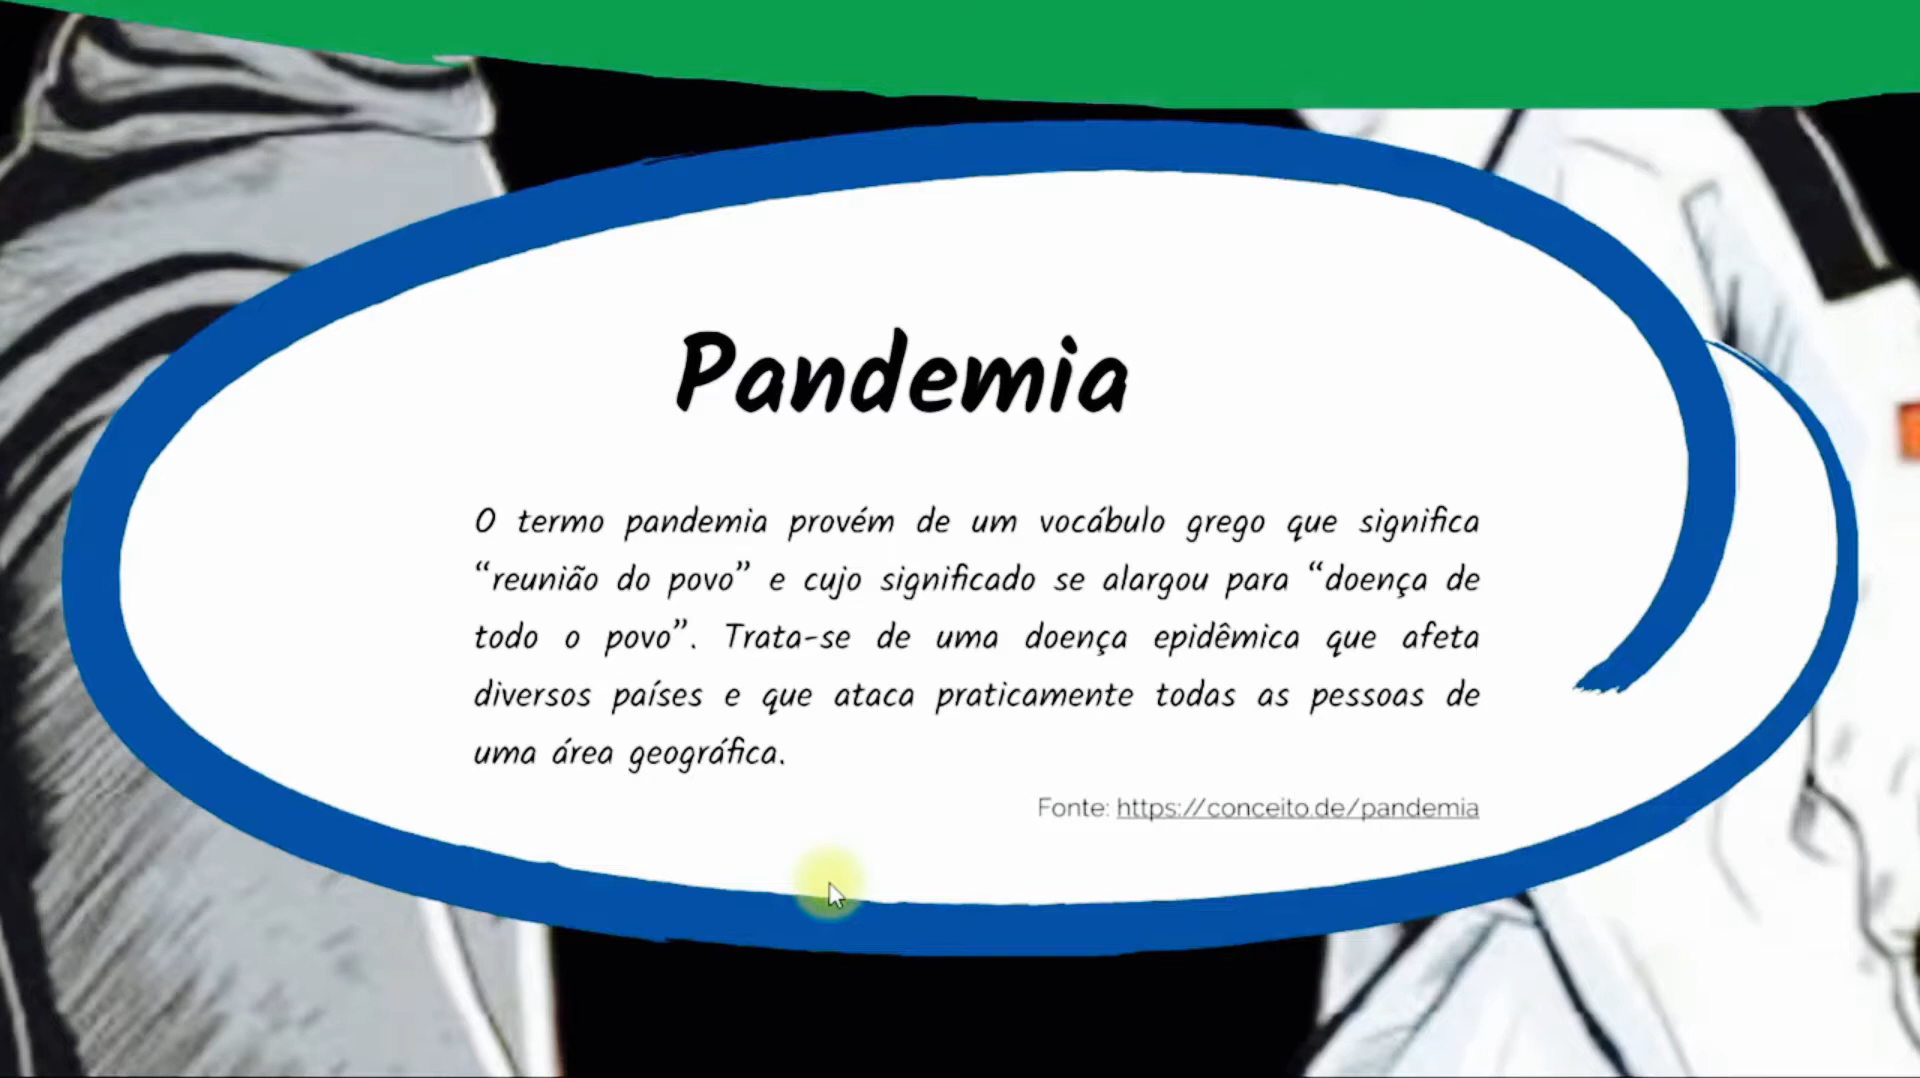 Pandemia
O termo pandemia provém de um vocábulo grego que significa
“reunião do povo” e cujo significado se alargou para “doença de
todo o povo”. Trata-se de uma doença epidêmica que afeta
diversos países e que ataca praticamente todas as pessoas de
uma área geográfica.
Fonte: https://conceito.de/pandemia